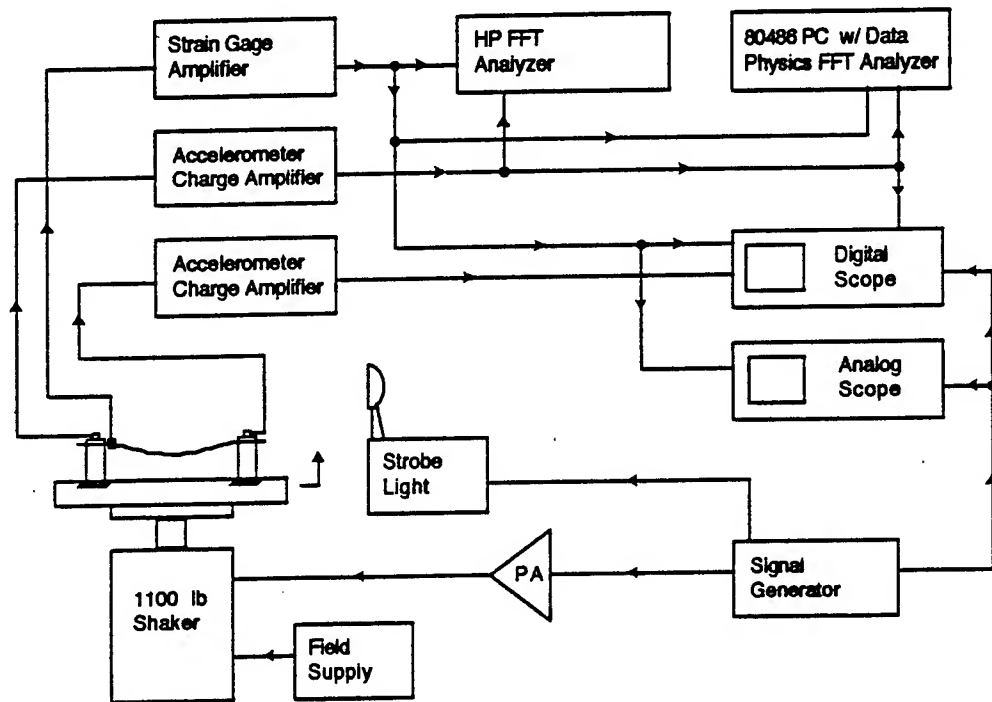 Strain Gage
Amplifier
HP FFT
Analyzer
80486 PC w/ Data
Physics FFT Analyzer
Accelerometer
Charge Amplifier
Accelerometer
Charge Amplifier
Digital
Scope
Analog
Scope
Strobe
Light
PA
Signal
Generator
1100 lb
Shaker
Field
Supply